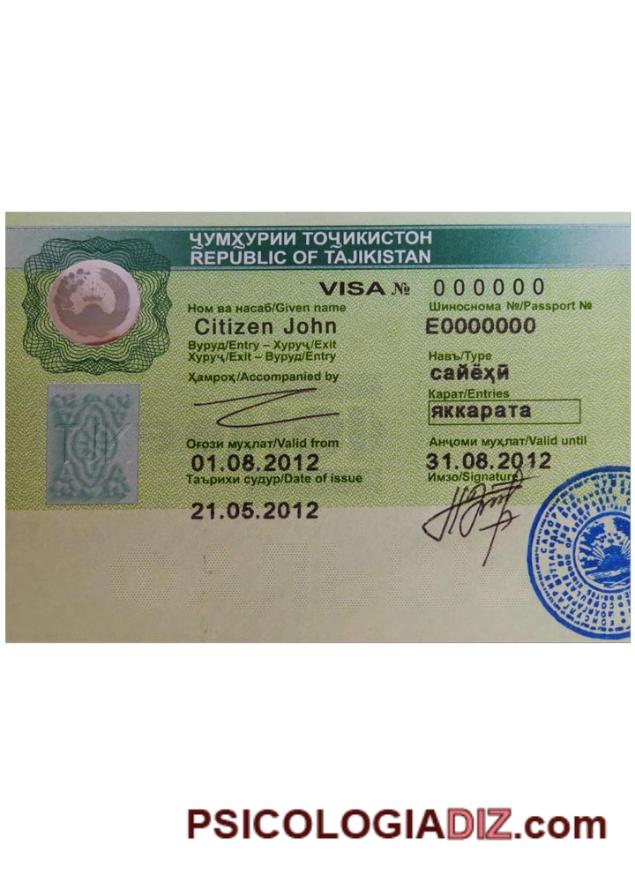 ҶУМҲУРИИ ТОҶИКИСТОН
REPUBLIC OF TAJIKISTAN
VISA № 000000
Ном ва насаб/Given name
Citizen John
Шиноснома №/Passport №
E0000000
Вуруд/Entry – Хуруҷ/Exit
Хуруҷ/Exit – Вуруд/Entry
Навъ/Type
сайёҳӣ
Ҳамроҳ/Accompanied by
Карат/Entries
яккарата
Оғози муҳлат/Valid from
01.08.2012
Анҷоми муҳлат/Valid until
31.08.2012
Таърихи судур/Date of issue
21.05.2012
Имзо/Signature
PSICOLOGIADIZ.com